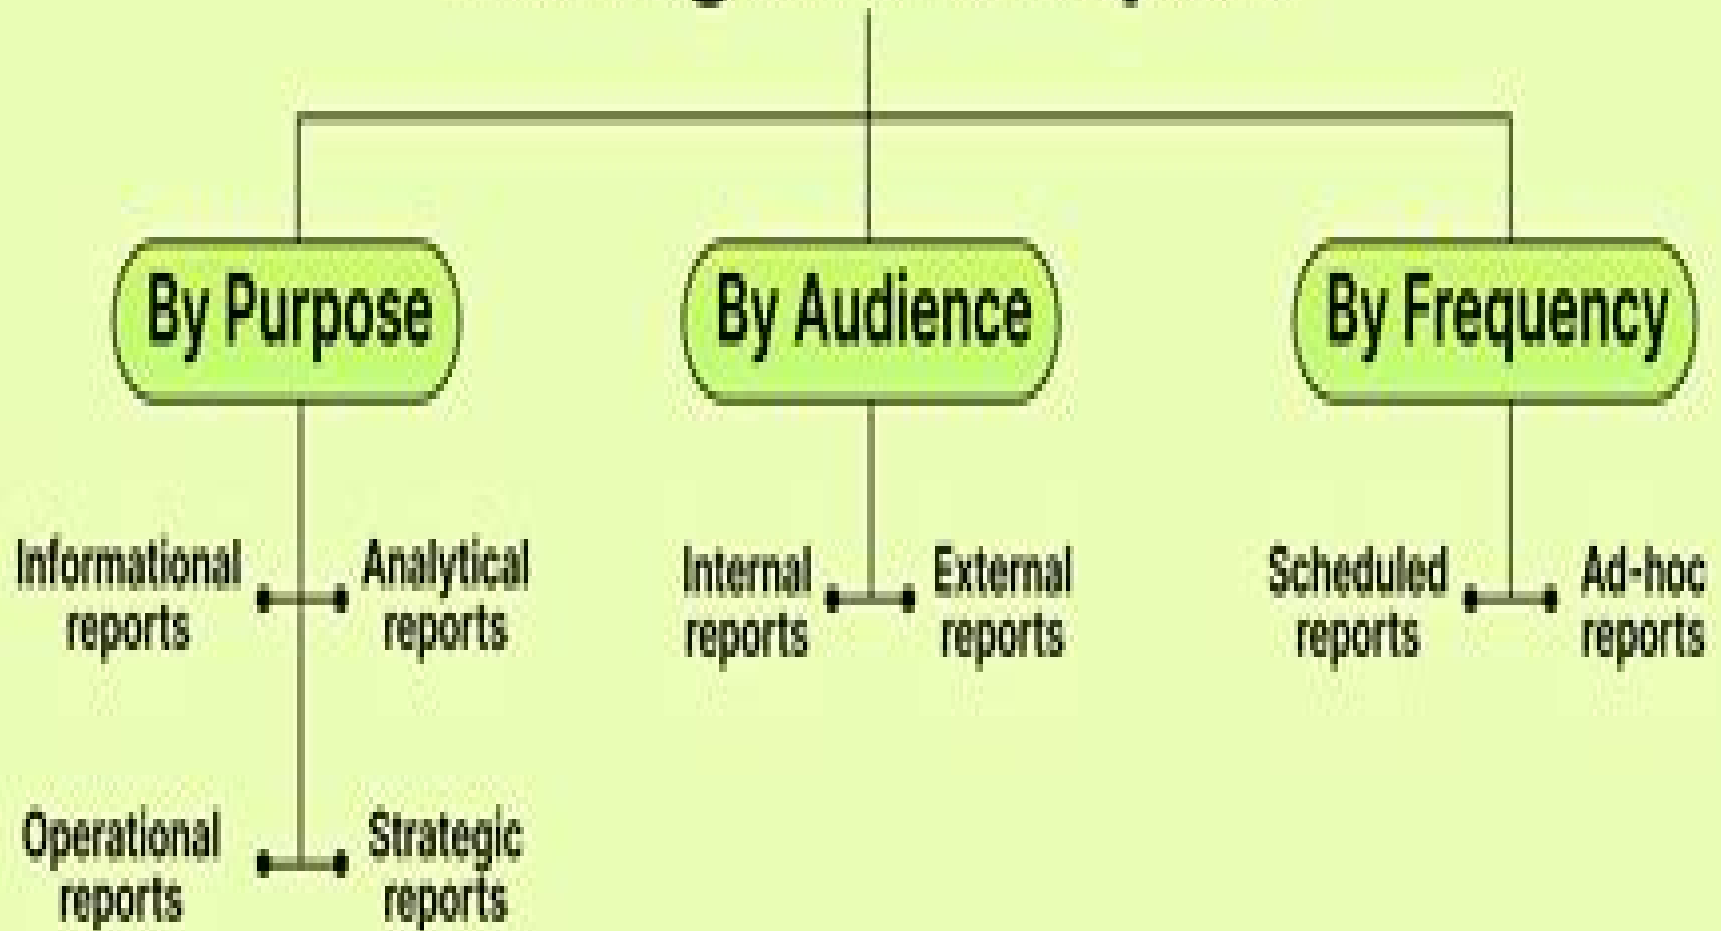 By Purpose
By Audience
By Frequency
Informational
reports
Analytical
reports
Internal
reports
External
reports
Scheduled
reports
Ad-hoc
reports
Operational
reports
Strategic
reports